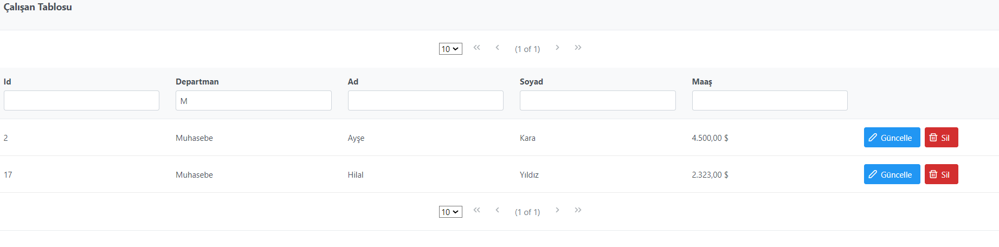 Çalışan Tablosu
10 (1 of 1)
Id Departman Ad Soyad Maaş
M
2 Muhasebe Ayşe Kara 4.500,00 $ Güncelle Sil
17 Muhasebe Hilal Yıldız 2.323,00 $ Güncelle Sil
10 (1 of 1)